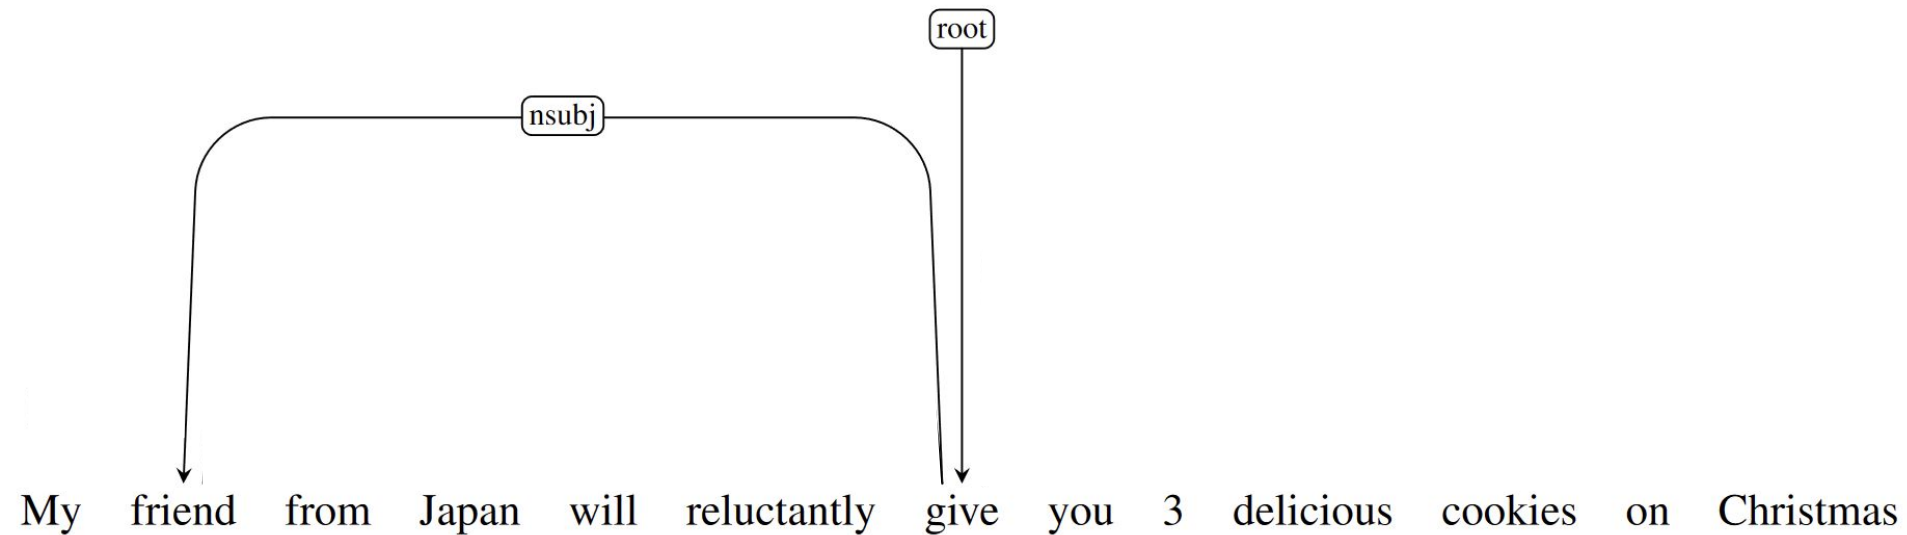 root
nsubj
My friend from Japan will reluctantly give you 3 delicious cookies on Christmas